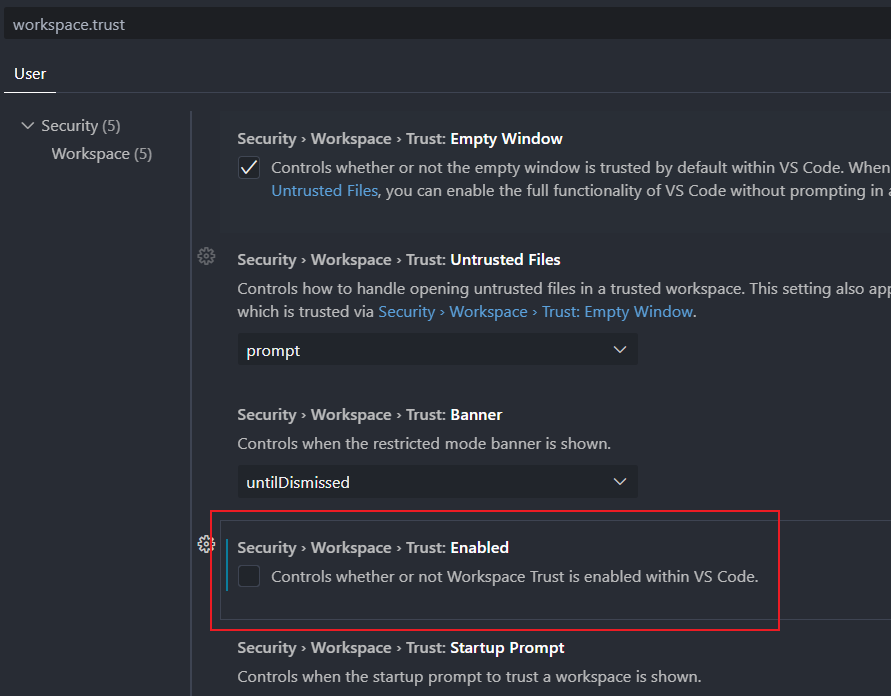 workspace.trust
User
Security (5)
Workspace (5)
Security › Workspace › Trust: Empty Window
Controls whether or not the empty window is trusted by default within VS Code. When
Untrusted Files, you can enable the full functionality of VS Code without prompting in a
Security › Workspace › Trust: Untrusted Files
Controls how to handle opening untrusted files in a trusted workspace. This setting also app
which is trusted via Security › Workspace › Trust: Empty Window.
prompt
Security › Workspace › Trust: Banner
Controls when the restricted mode banner is shown.
untilDismissed
Security › Workspace › Trust: Enabled
Controls whether or not Workspace Trust is enabled within VS Code.
Security › Workspace › Trust: Startup Prompt
Controls when the startup prompt to trust a workspace is shown.